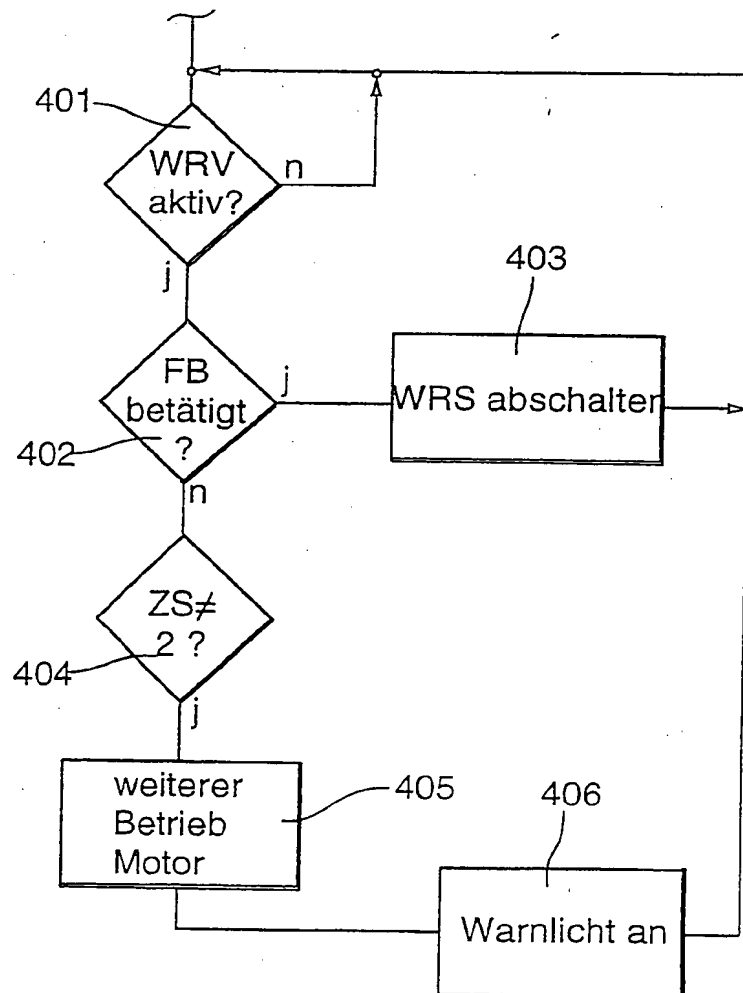 401
WRV
aktiv?
n
j
403
FB
betätigt
?
j
WRS abschalten
402
n
ZS≠
2 ?
404
j
weiterer
Betrieb
Motor
405
406
Warnlicht an